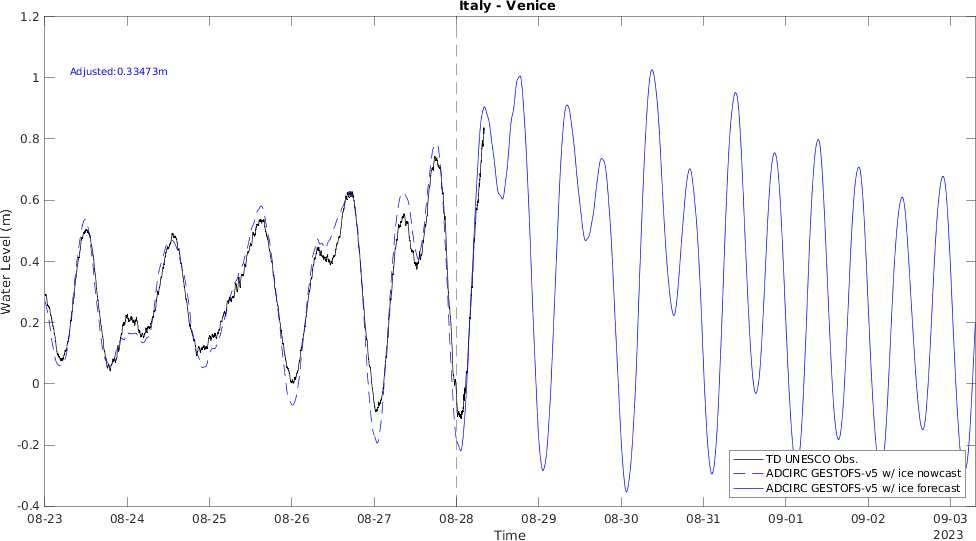 Italy - Venice
1.2
1
0.8
0.6
0.4
0.2
0
-0.2
-0.4
Water Level (m)
Adjusted:0.33473m
TD UNESCO Obs.
ADCIRC GESTOFS-v5 w/ ice nowcast
ADCIRC GESTOFS-v5 w/ ice forecast
08-23 08-24 08-25 08-26 08-27 08-28 08-29 08-30 08-31 09-01 09-02 09-03
Time
2023